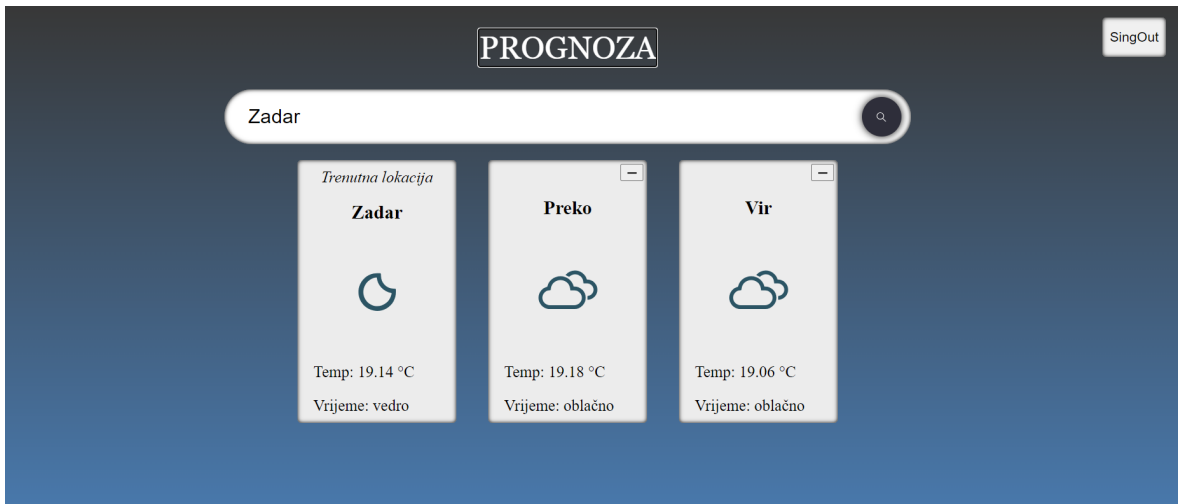 PROGNOZA
SingOut
Zadar
Trenutna lokacija
Zadar
Temp: 19.14 °C
Vrijeme: vedro
Preko
Temp: 19.18 °C
Vrijeme: oblačno
Vir
Temp: 19.06 °C
Vrijeme: oblačno